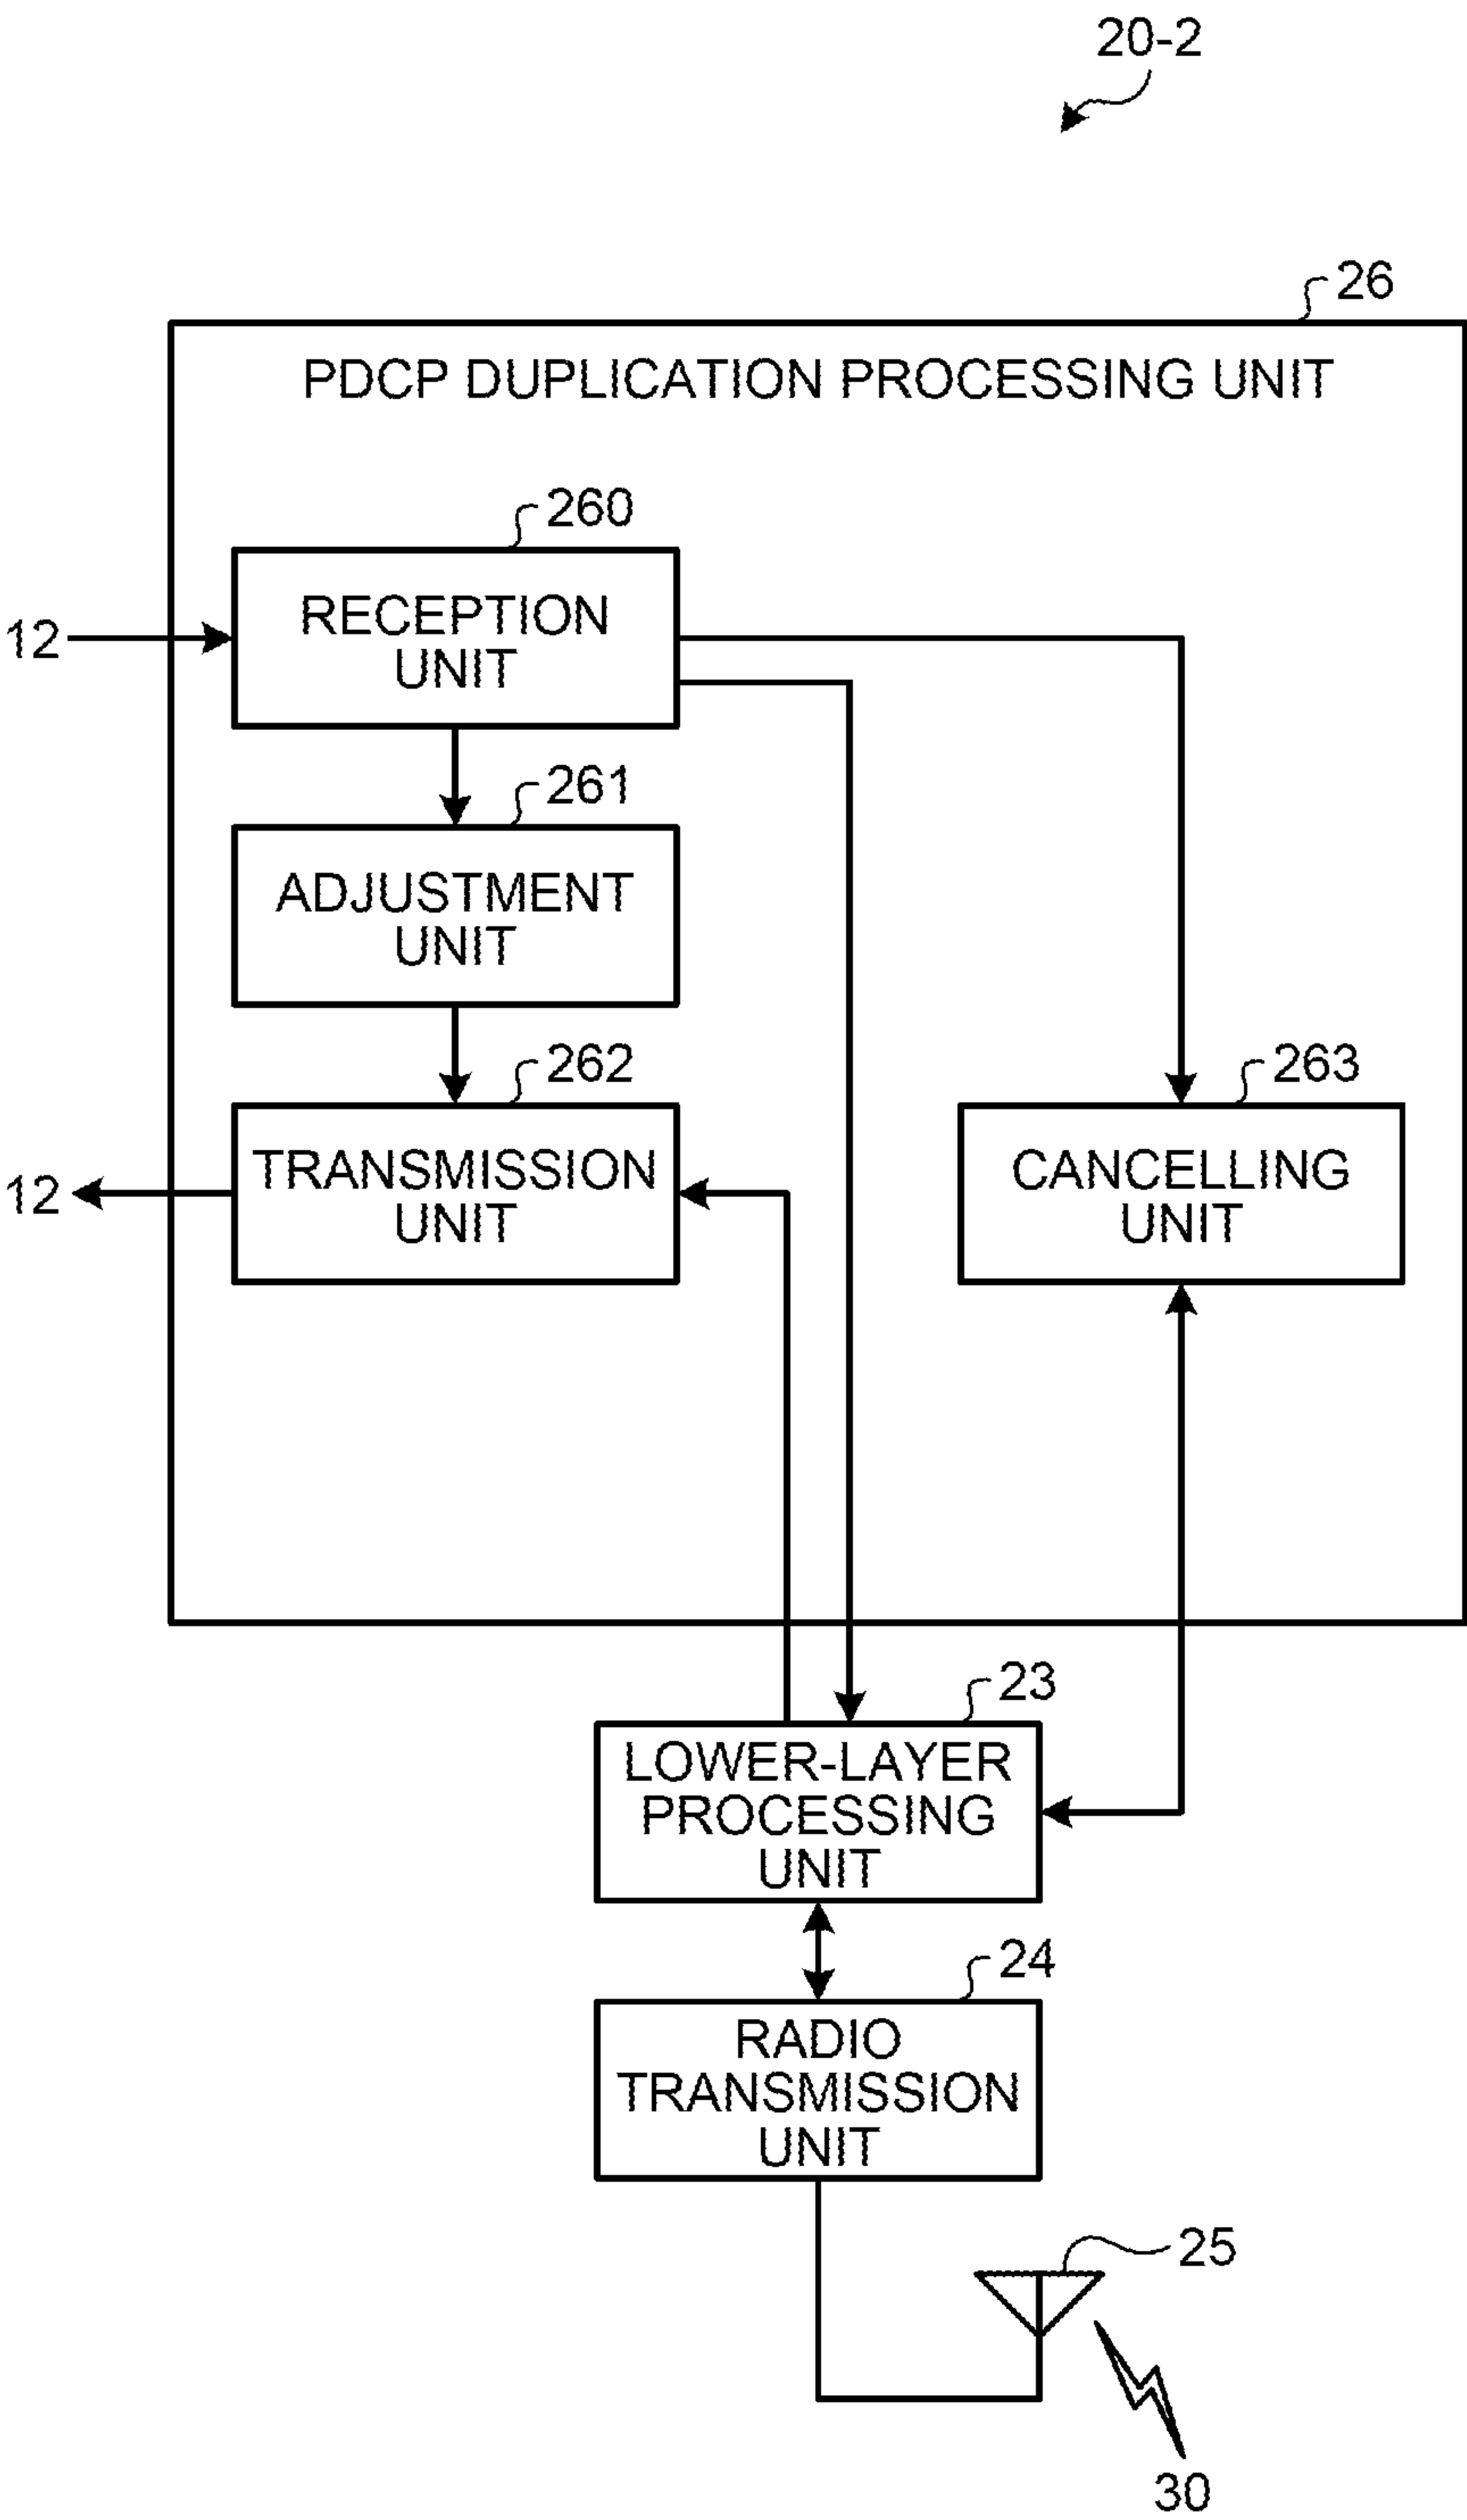 20-2
26
PDCP DUPLICATION PROCESSING UNIT
260
RECEPTION
UNIT
12
261
ADJUSTMENT
UNIT
262
TRANSMISSION
UNIT
12
263
CANCELLING
UNIT
23
LOWER-LAYER
PROCESSING
UNIT
24
RADIO
TRANSMISSION
UNIT
25
30